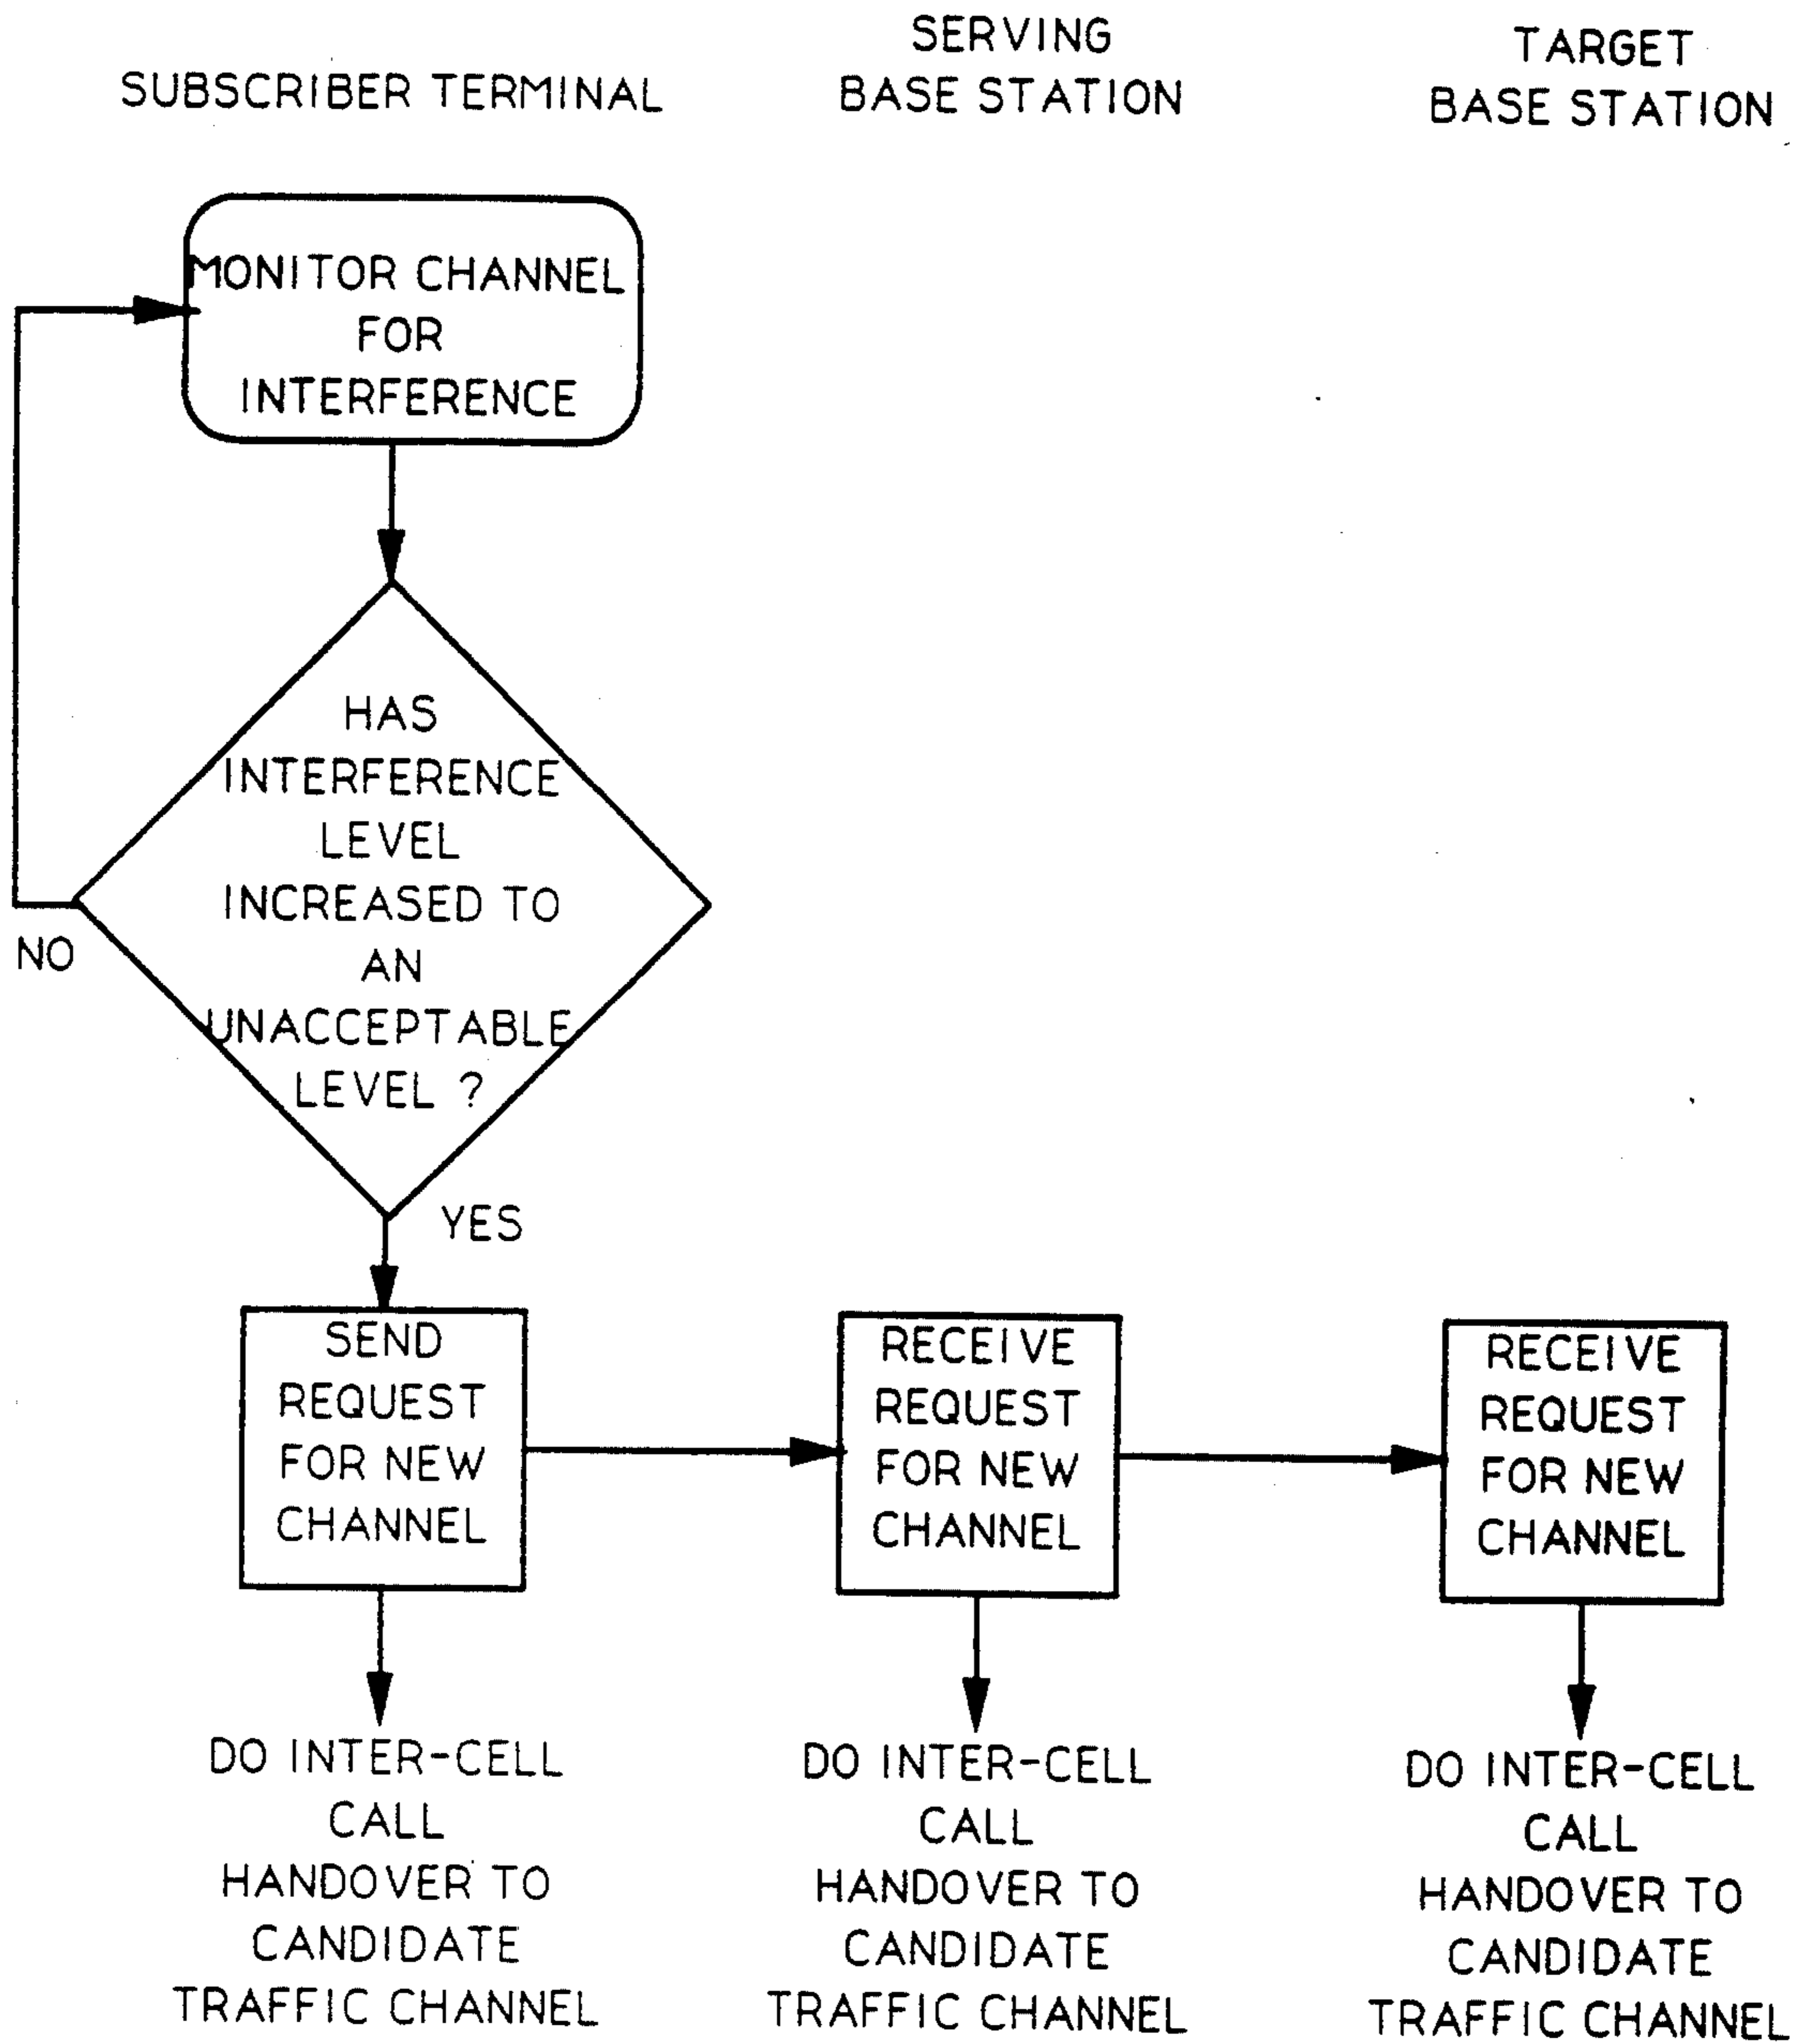 SUBSCRIBER TERMINAL
SERVING
BASE STATION
TARGET
BASE STATION
MONITOR CHANNEL
FOR
INTERFERENCE
HAS
INTERFERENCE
LEVEL
INCREASED TO
AN
UNACCEPTABLE
LEVEL ?
NO
YES
SEND
REQUEST
FOR NEW
CHANNEL
RECEIVE
REQUEST
FOR NEW
CHANNEL
RECEIVE
REQUEST
FOR NEW
CHANNEL
DO INTER-CELL
CALL
HANDOVER TO
CANDIDATE
TRAFFIC CHANNEL
DO INTER-CELL
CALL
HANDOVER TO
CANDIDATE
TRAFFIC CHANNEL
DO INTER-CELL
CALL
HANDOVER TO
CANDIDATE
TRAFFIC CHANNEL